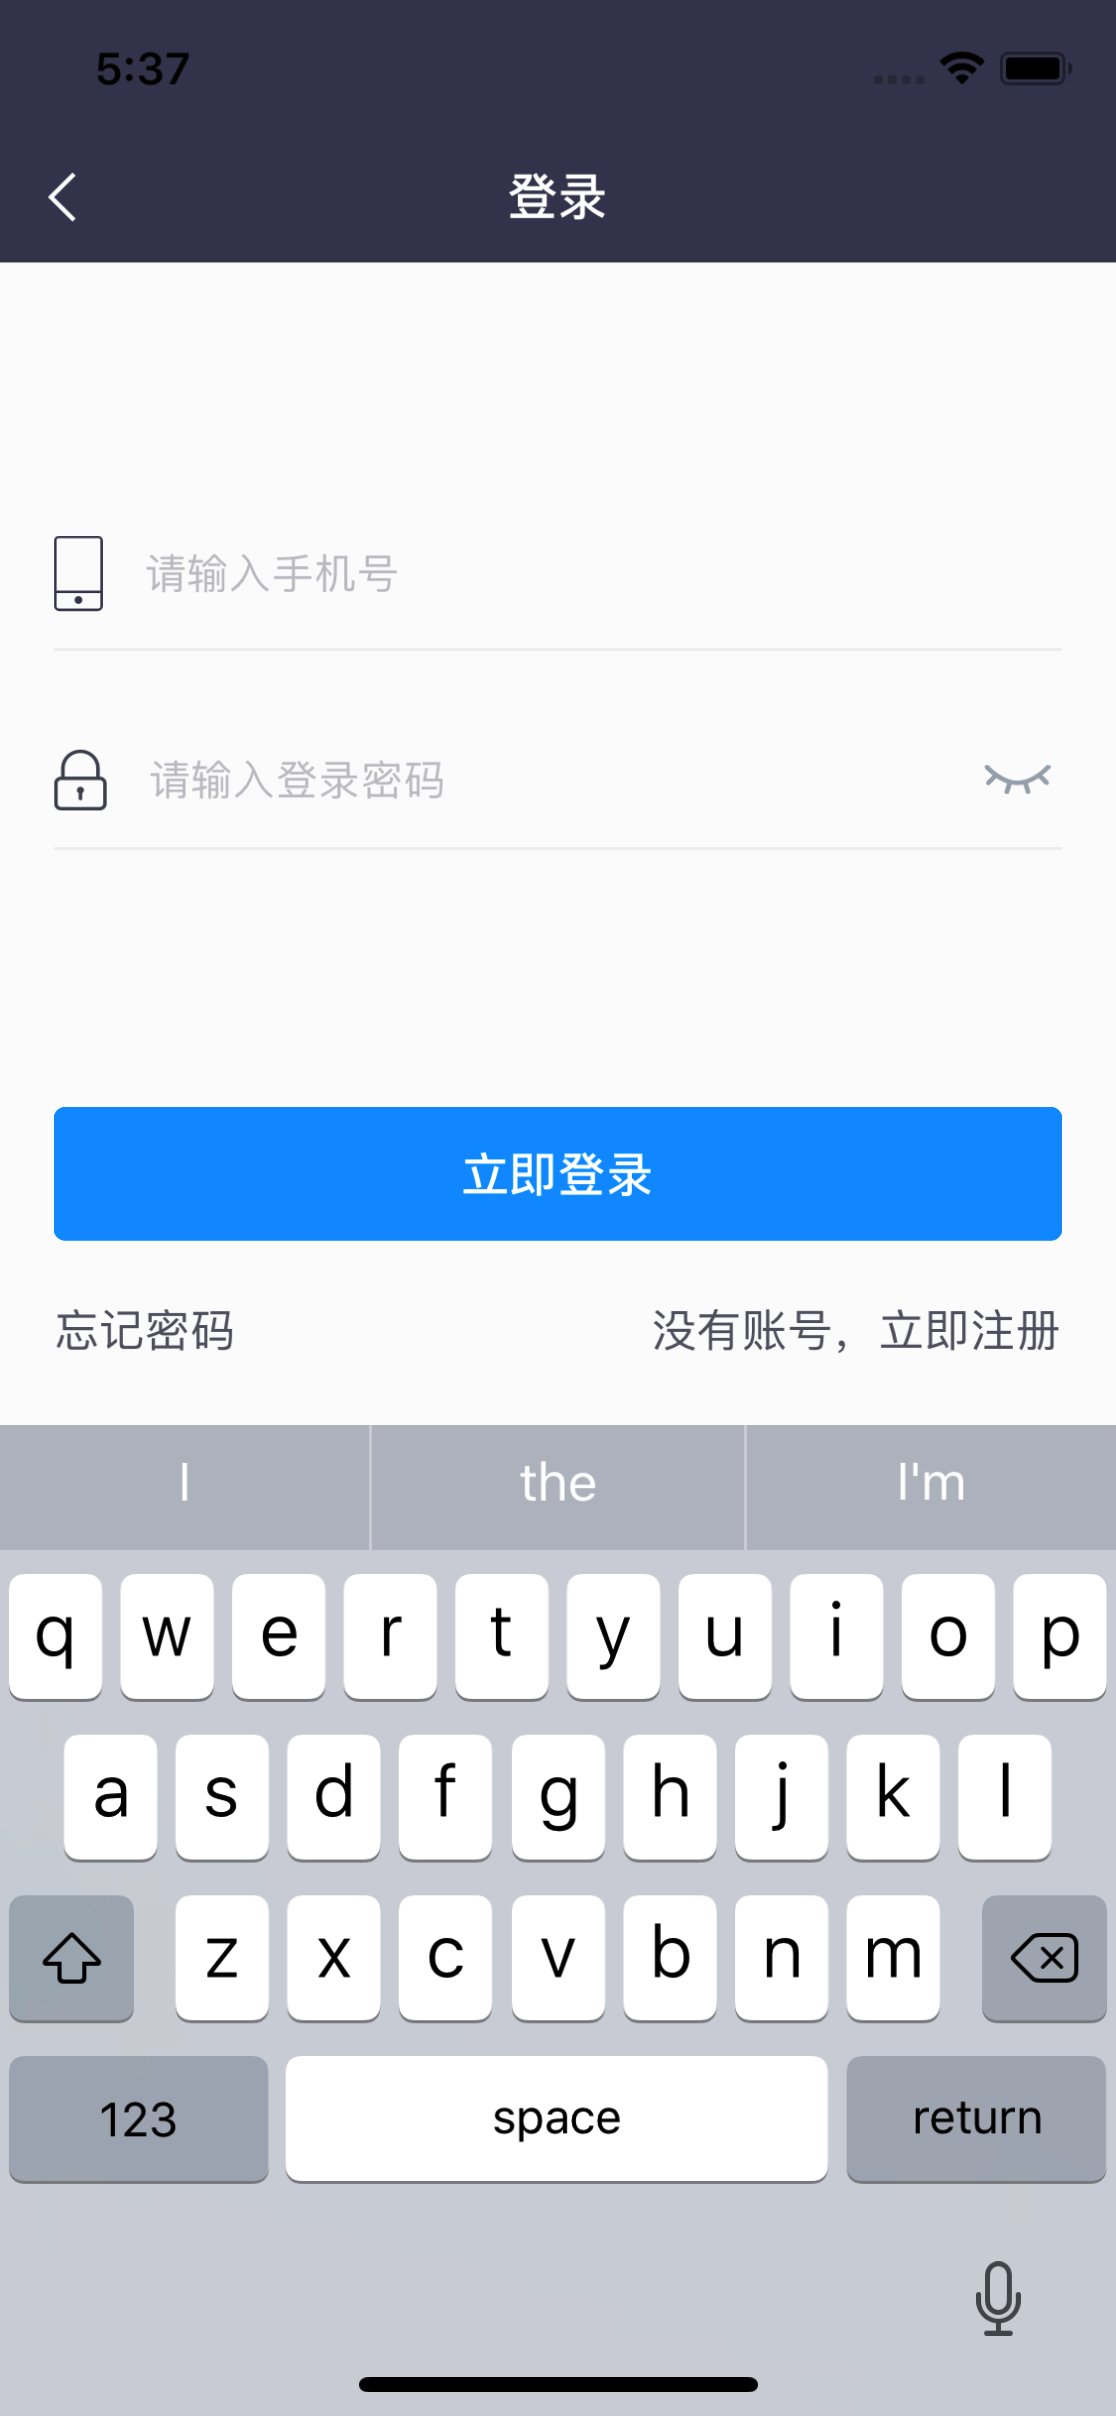 5:37
登录
请输入手机号
请输入登录密码
立即登录
忘记密码 没有账号，立即注册
I the I'm
q w e r t y u i o p
a s d f g h j k l
z x c v b n m
123 space return